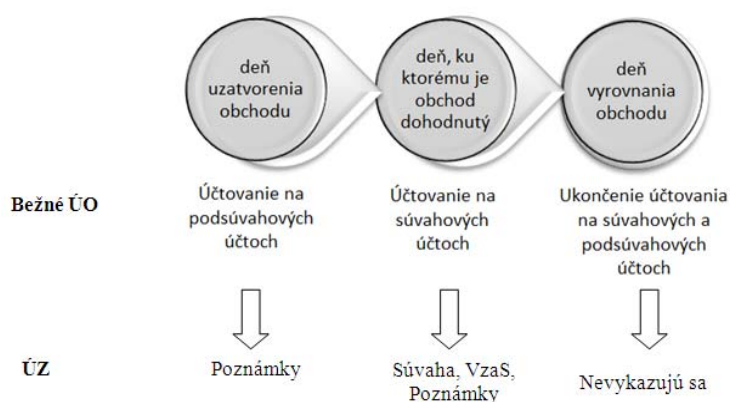 deň
uzatvorenia
obchodu
deň, ku
ktorému je
obchod
dohodnutý
deň
vyrovnania
obchodu
Bežné ÚO
Účtovanie na
podsúvahových
účtoch
Účtovanie na
súvahových
účtoch
Ukončenie účtovania
na súvahových a
podsúvahových
účtoch
ÚZ
Poznámky
Súvaha, VzaS,
Poznámky
Nevykazujú sa